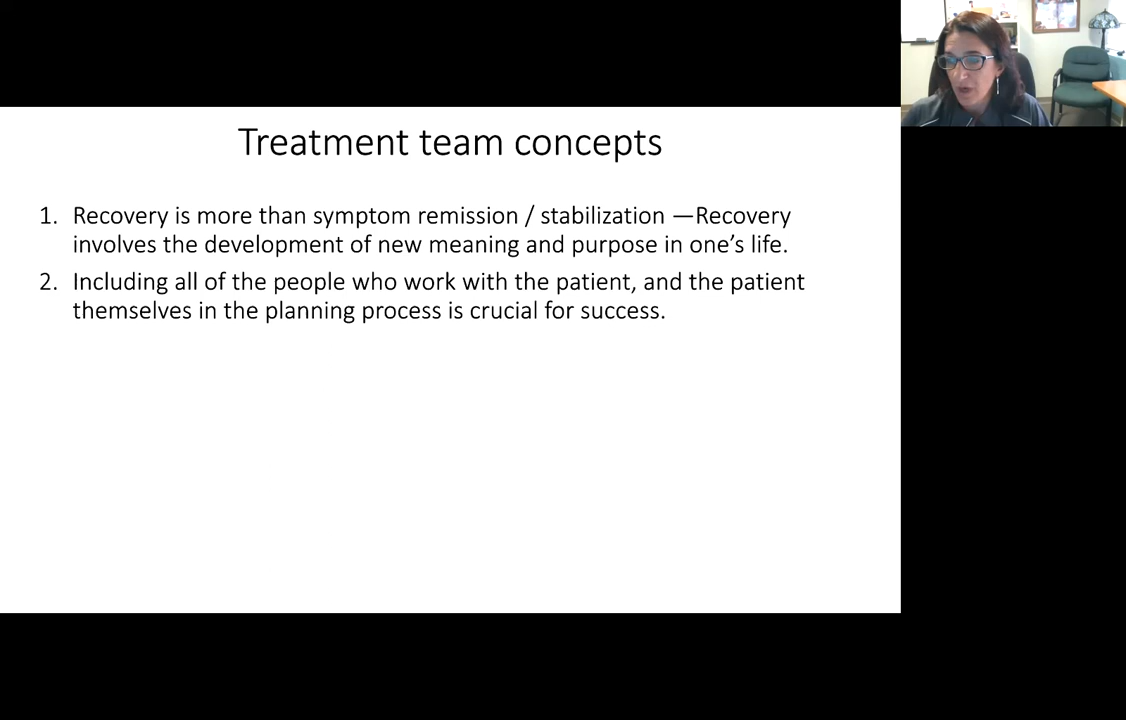 Treatment team concepts
1. Recovery is more than symptom remission / stabilization —Recovery
involves the development of new meaning and purpose in one’s life.
2. Including all of the people who work with the patient, and the patient
themselves in the planning process is crucial for success.